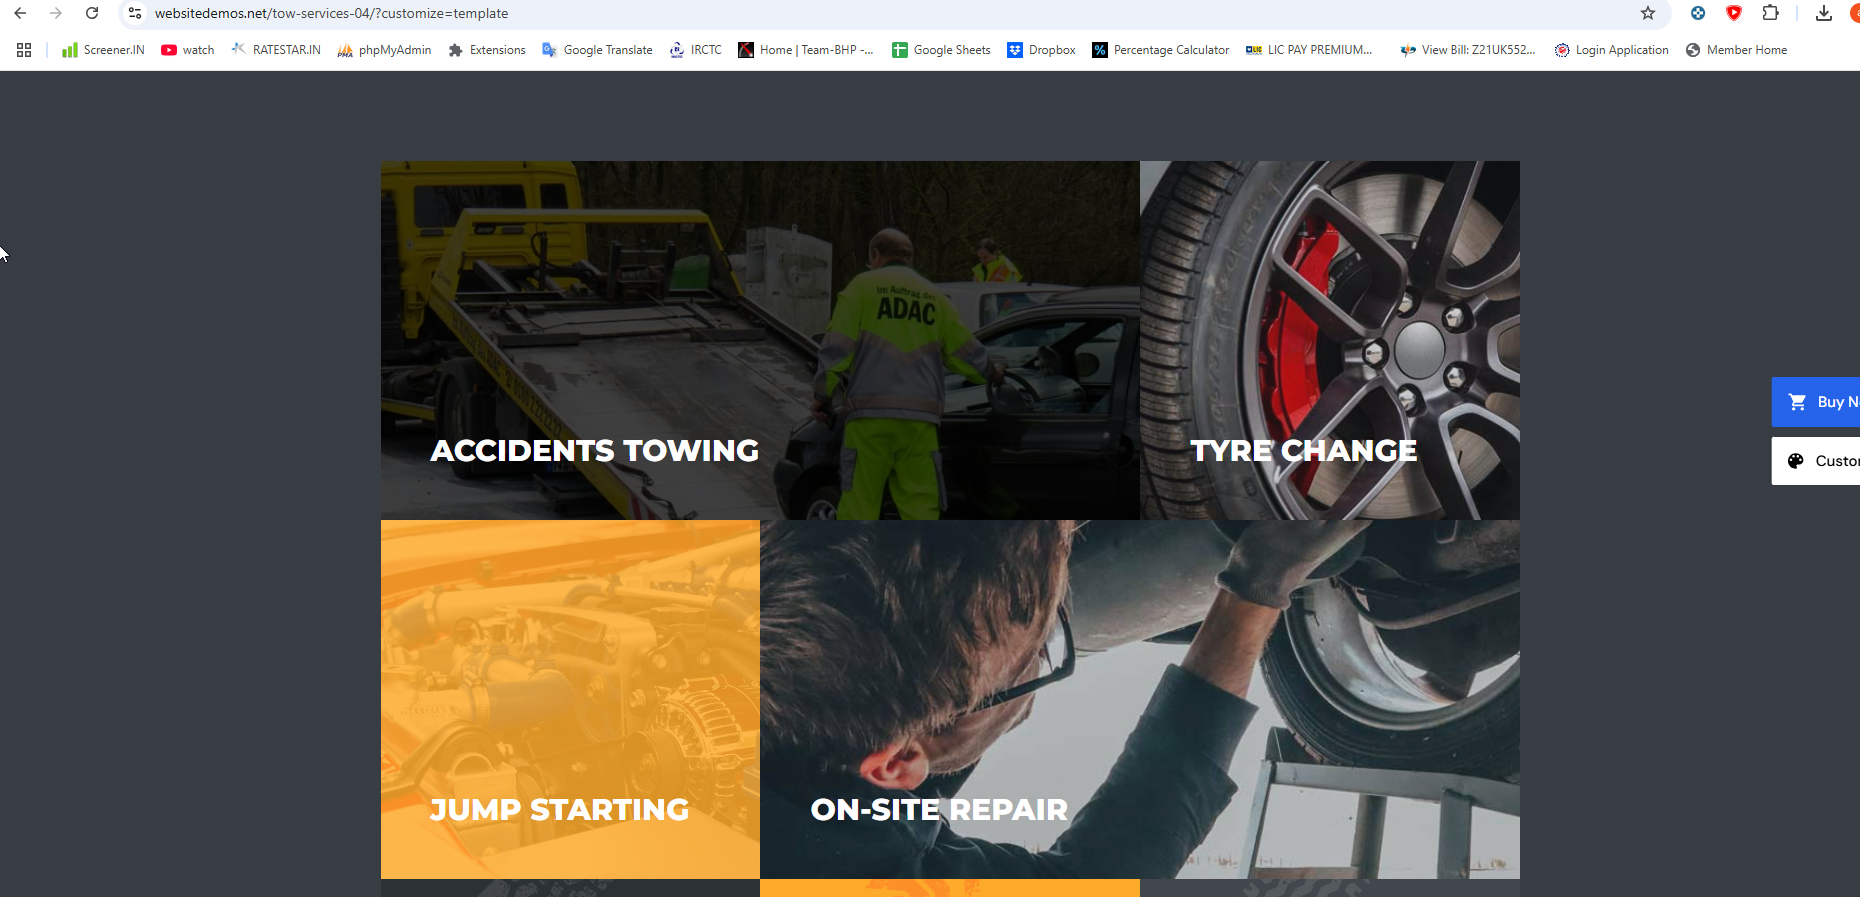 websitedemos.net/tow-services-04/?customize=template
Screener.IN watch RATESTAR.IN phpMyAdmin Extensions Google Translate IRCTC Home | Team-BHP -... Google Sheets Dropbox Percentage Calculator LIC PAY PREMIUM... View Bill: Z21UK552... Login Application Member Home
Im Auftrag des
ADAC
ACCIDENTS TOWING
TYRE CHANGE
Buy N
Custo
JUMP STARTING
ON-SITE REPAIR